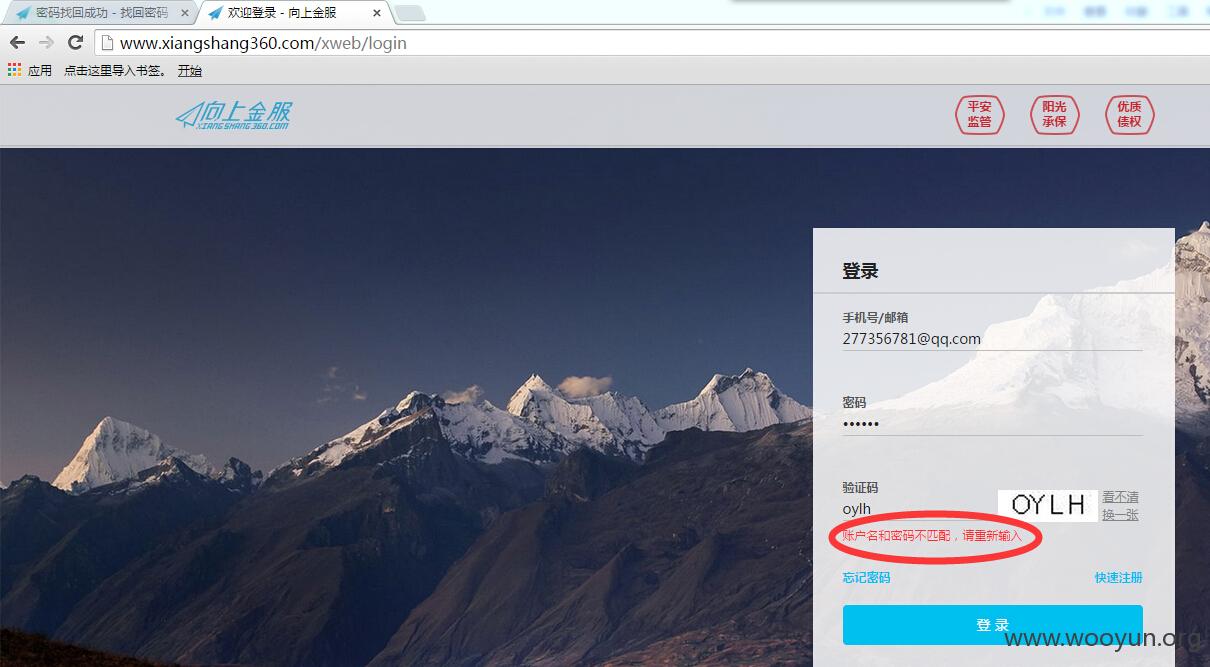 密码找回成功 - 找回密码
欢迎登录 - 向上金服
www.xiangshang360.com/xweb/login
应用 点击这里导入书签。 开始
向上金服
XIANGSHANG360.COM
平安
监管
阳光
承保
优质
债权
登录
手机号/邮箱
277356781@qq.com
密码
••••••
验证码
oylh
OYLH
看不清
换一张
账户名和密码不匹配，请重新输入
忘记密码
快速注册
登 录
www.wooyun.org